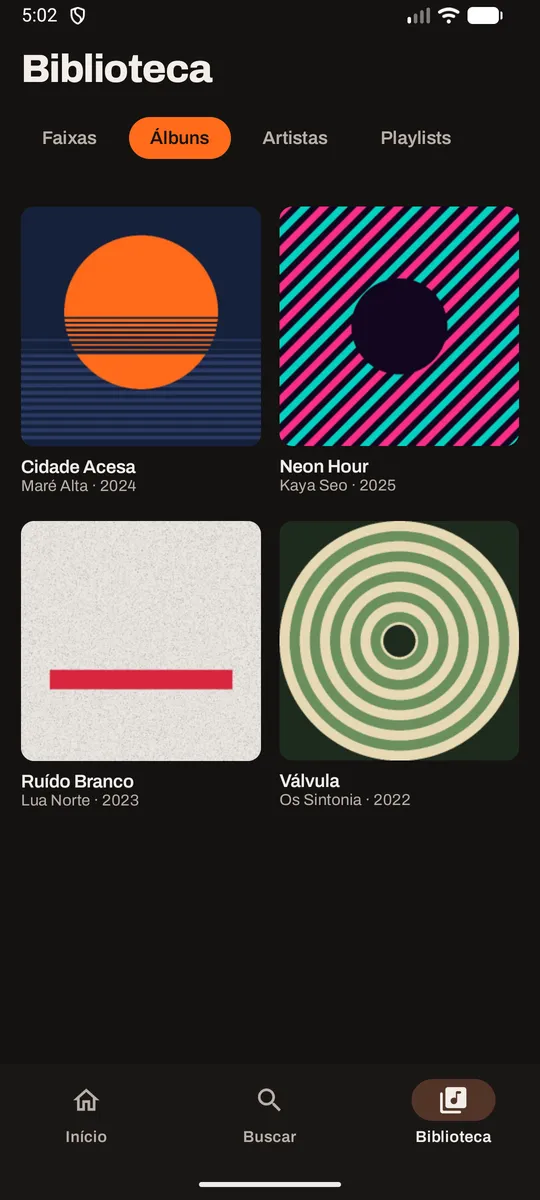 5:02
Biblioteca
Faixas Álbuns Artistas Playlists
Cidade Acesa
Maré Alta · 2024
Neon Hour
Kaya Seo · 2025
Ruído Branco
Lua Norte · 2023
Válvula
Os Sintonia · 2022
Início Buscar Biblioteca